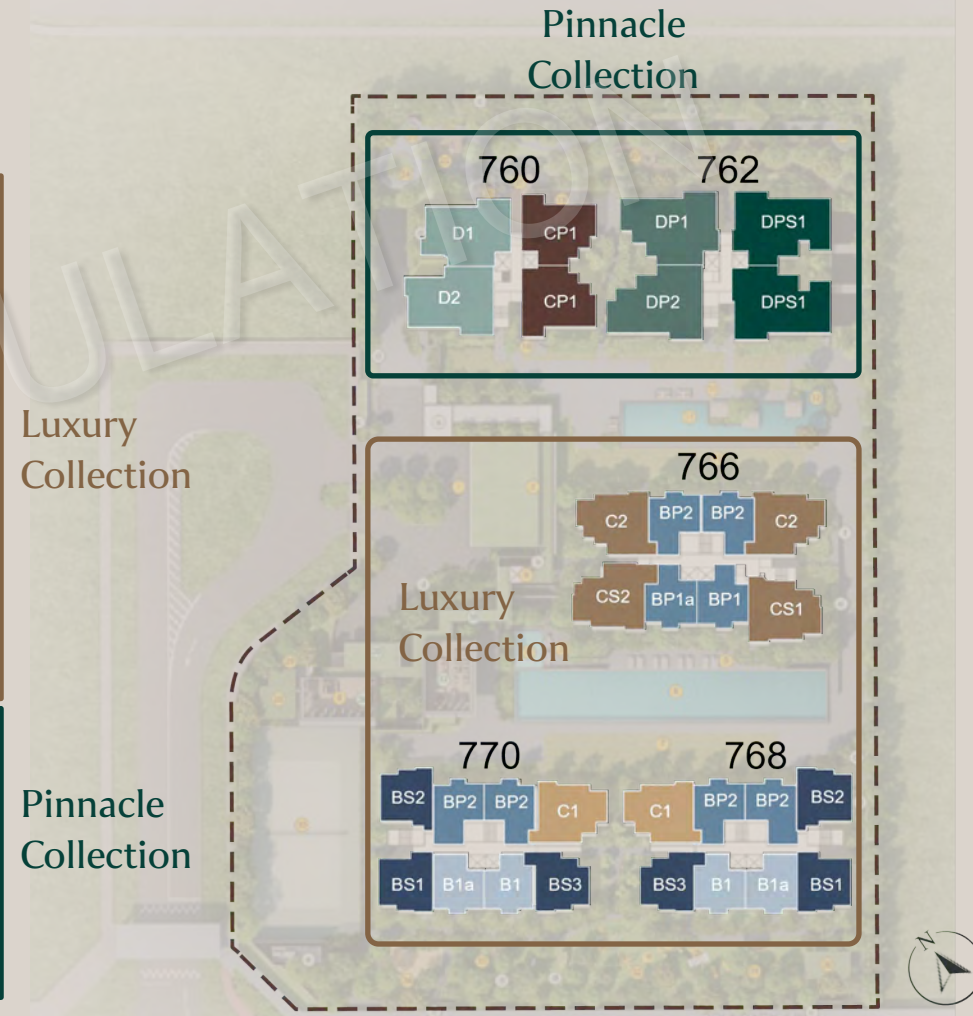 Pinnacle
Collection
760 762
D1 CP1 DP1 DPS1
D2 CP1 DP2 DPS1
ULATION
Luxury
Collection
766
C2 BP2 BP2 C2
CS2 BP1a BP1 CS1
Luxury
Collection
770 768
BS2 BP2 BP2 C1 C1 BP2 BP2 BS2
BS1 B1a B1 BS3 BS3 B1 B1a BS1
Pinnacle
Collection
N